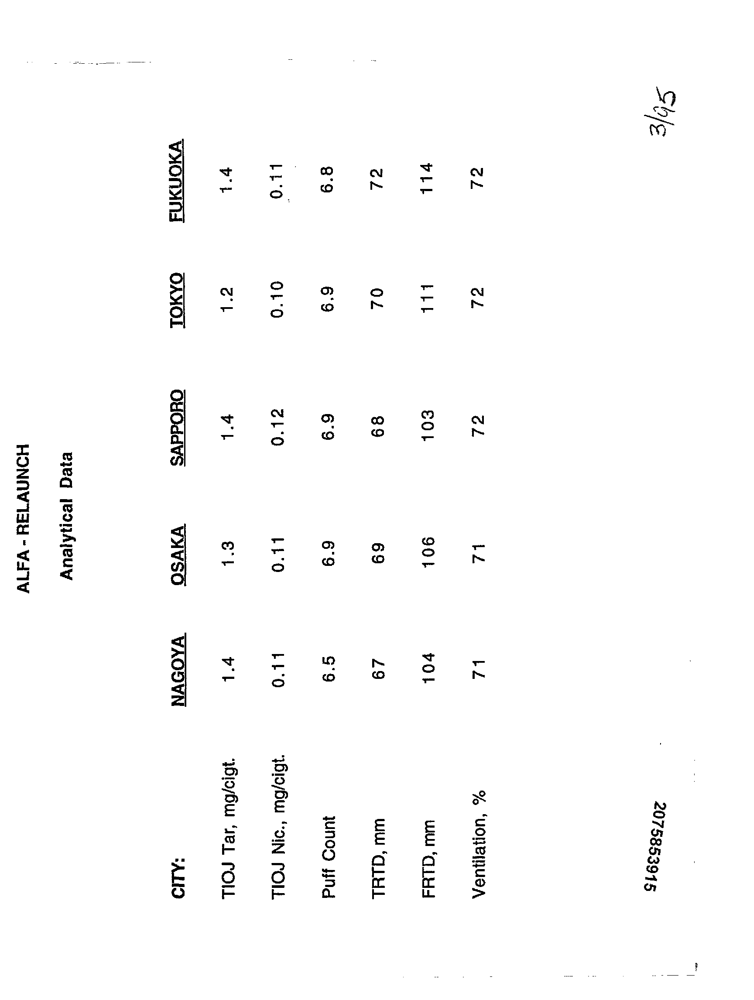 3/95
ALFA - RELAUNCH
Analytical Data
CITY: NAGOYA OSAKA SAPPORO TOKYO FUKUOKA
TIOJ Tar, mg/cigt. 1.4 1.3 1.4 1.2 1.4
TIOJ Nic., mg/cigt. 0.11 0.11 0.12 0.10 0.11
Puff Count 6.5 6.9 6.9 6.9 6.8
TRTD, mm 67 69 68 70 72
FRTD, mm 104 106 103 111 114
Ventilation, % 71 71 72 72 72
2075853915